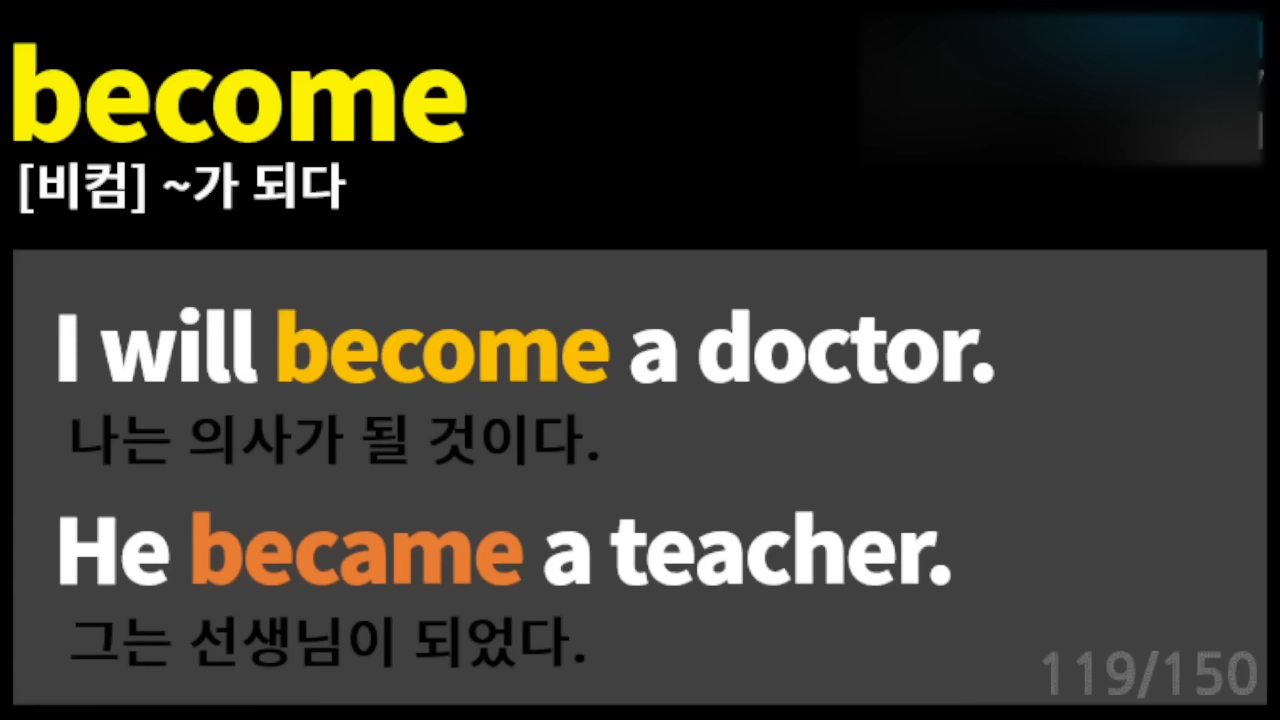 become
[비컴] ~가 되다
I will become a doctor.
나는 의사가 될 것이다.
He became a teacher.
그는 선생님이 되었다.
119/150